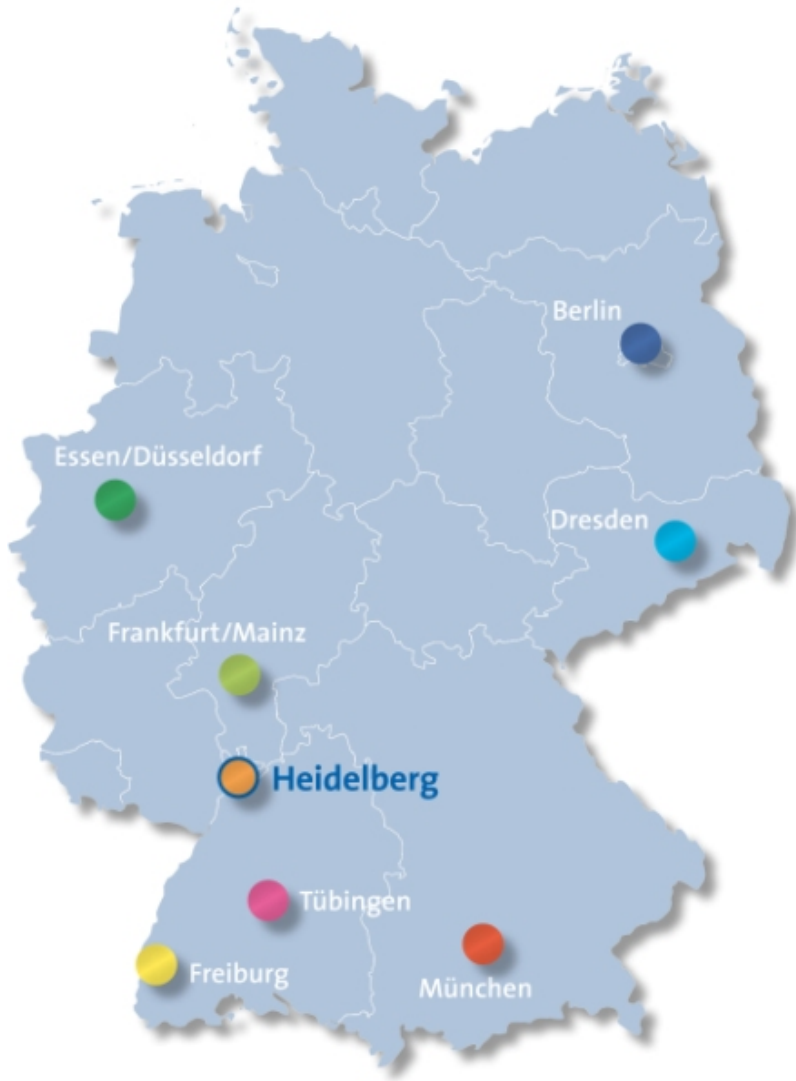 Berlin
Essen/Düsseldorf
Dresden
Frankfurt/Mainz
Heidelberg
Tübingen
Freiburg
München